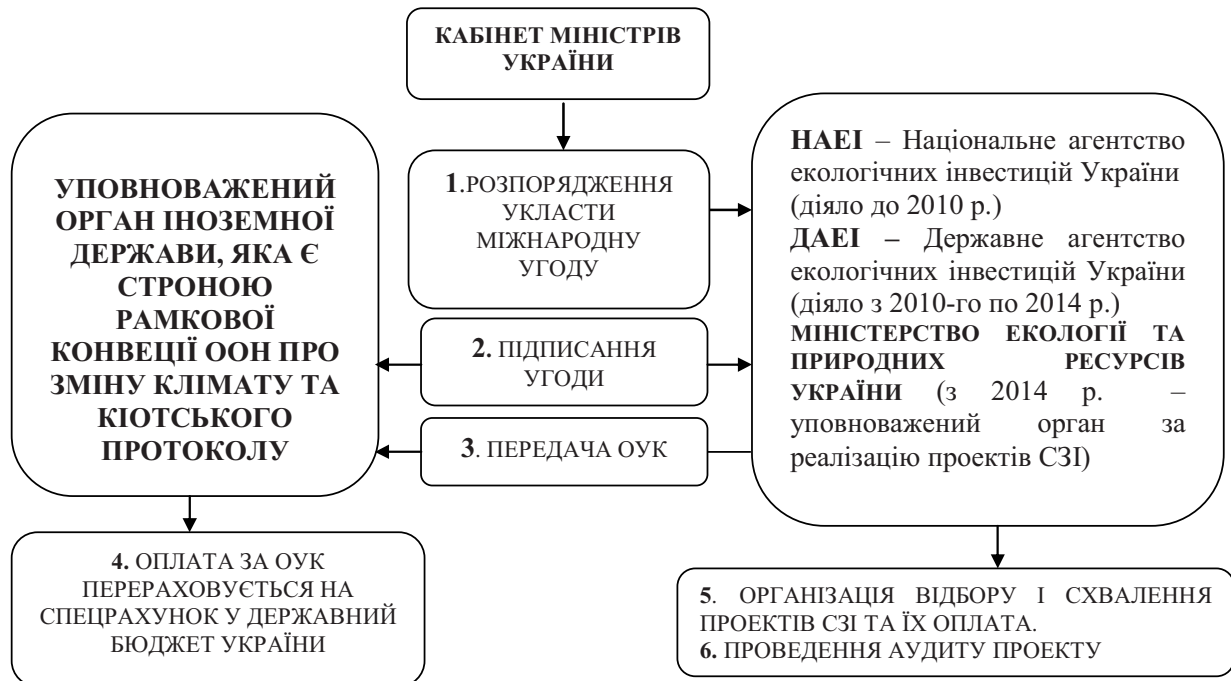 КАБІНЕТ МІНІСТРІВ
УКРАЇНИ
УПОВНОВАЖЕНИЙ
ОРГАН ІНОЗЕМНОЇ
ДЕРЖАВИ, ЯКА Є
СТРОНОЮ
РАМКОВОЇ
КОНВЕЦІЇ ООН ПРО
ЗМІНУ КЛІМАТУ ТА
КІОТСЬКОГО
ПРОТОКОЛУ
1.РОЗПОРЯДЖЕННЯ
УКЛАСТИ
МІЖНАРОДНУ
УГОДУ
2. ПІДПИСАННЯ
УГОДИ
3. ПЕРЕДАЧА ОУК
НАЕІ – Національне агентство
екологічних інвестицій України
(діяло до 2010 р.)
ДАЕІ – Державне агентство
екологічних інвестицій України
(діяло з 2010-го по 2014 р.)
МІНІСТЕРСТВО ЕКОЛОГІЇ ТА
ПРИРОДНИХ РЕСУРСІВ
УКРАЇНИ (з 2014 р. –
уповноважений орган за
реалізацію проектів СЗІ)
4. ОПЛАТА ЗА ОУК
ПЕРЕРАХОВУЄТЬСЯ НА
СПЕЦРАХУНОК У ДЕРЖАВНИЙ
БЮДЖЕТ УКРАЇНИ
5. ОРГАНІЗАЦІЯ ВІДБОРУ І СХВАЛЕННЯ
ПРОЕКТІВ СЗІ ТА ЇХ ОПЛАТА.
6. ПРОВЕДЕННЯ АУДИТУ ПРОЕКТУ